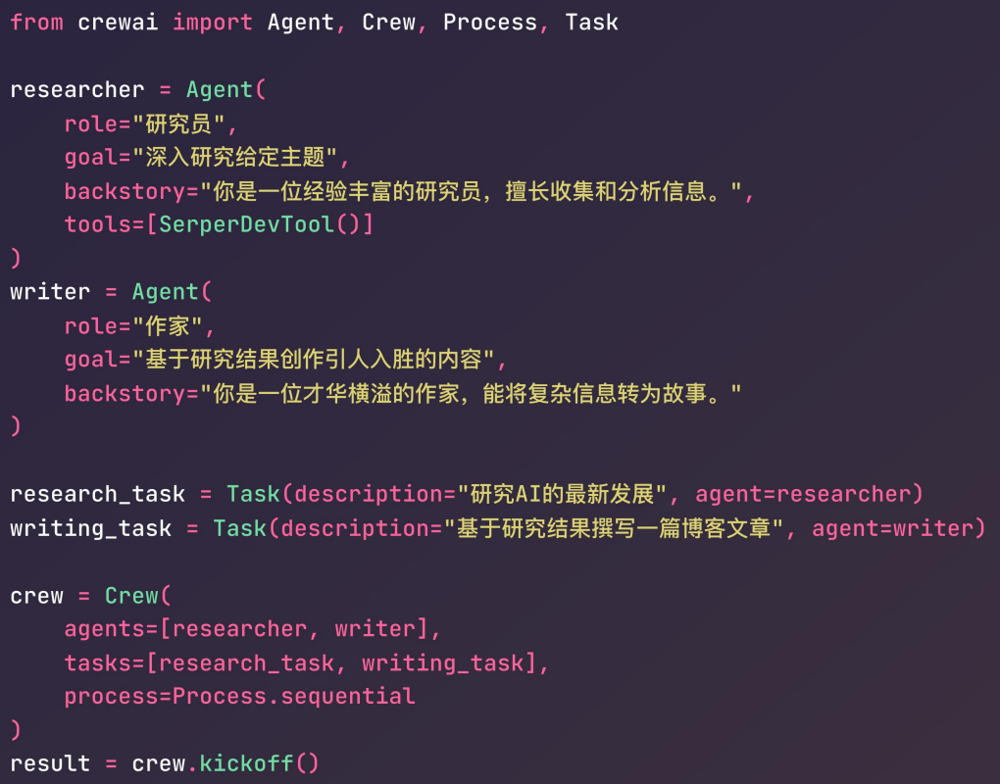 from crewai import Agent, Crew, Process, Task

researcher = Agent(
    role="研究员",
    goal="深入研究给定主题",
    backstory="你是一位经验丰富的研究员，擅长收集和分析信息。",
    tools=[SerperDevTool()]
)
writer = Agent(
    role="作家",
    goal="基于研究结果创作引人入胜的内容",
    backstory="你是一位才华横溢的作家，能将复杂信息转为故事。"
)

research_task = Task(description="研究AI的最新发展", agent=researcher)
writing_task = Task(description="基于研究结果撰写一篇博客文章", agent=writer)

crew = Crew(
    agents=[researcher, writer],
    tasks=[research_task, writing_task],
    process=Process.sequential
)
result = crew.kickoff()